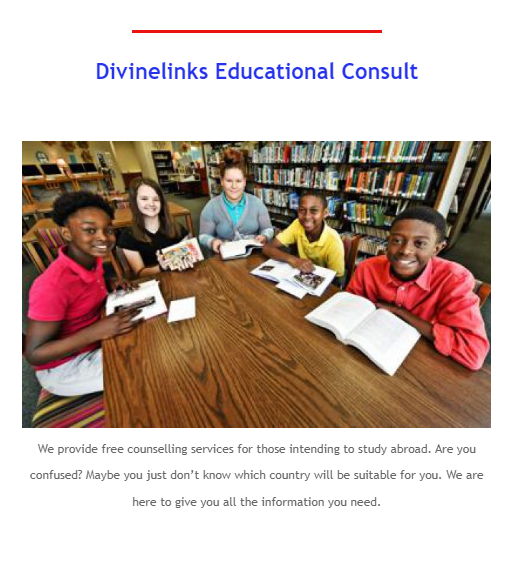 Divinelinks Educational Consult
We provide free counselling services for those intending to study abroad. Are you
confused? Maybe you just don’t know which country will be suitable for you. We are
here to give you all the information you need.